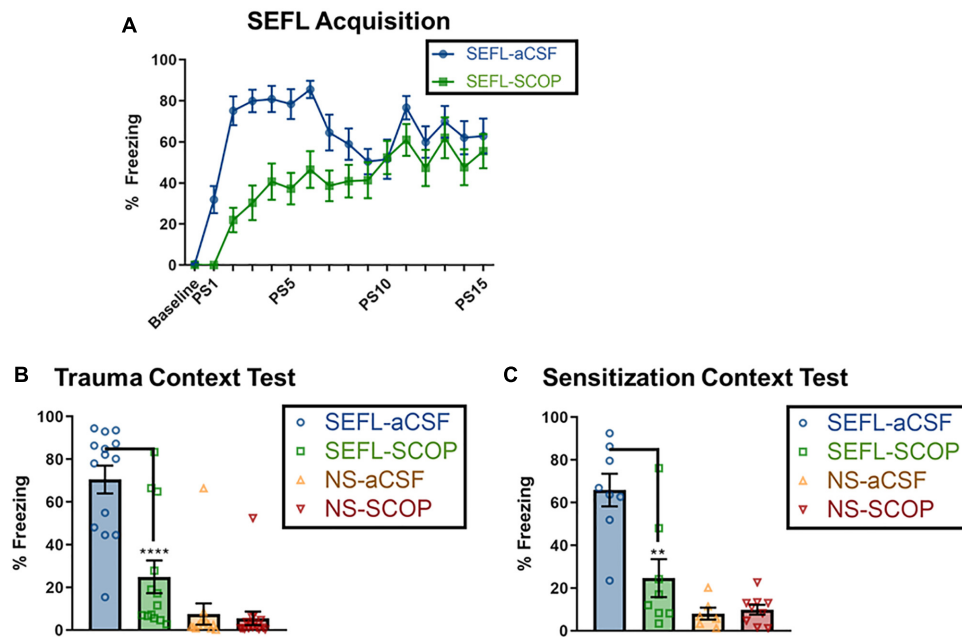 A
SEFL Acquisition
SEFL-aCSF
SEFL-SCOP
% Freezing
100
80
60
40
20
0
Baseline
PS1
PS5
PS10
PS15
B
Trauma Context Test
SEFL-aCSF
SEFL-SCOP
NS-aCSF
NS-SCOP
% Freezing
100
80
60
40
20
0
****
C
Sensitization Context Test
SEFL-aCSF
SEFL-SCOP
NS-aCSF
NS-SCOP
% Freezing
100
80
60
40
20
0
**